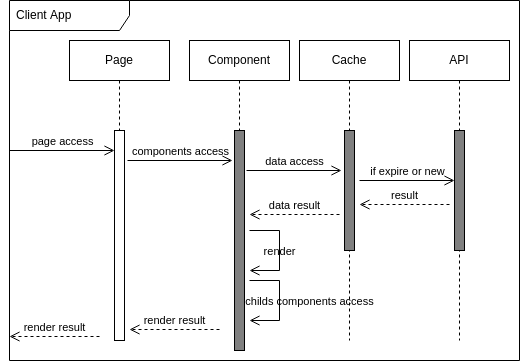 Client App
Page
Component
Cache
API
page access
components access
data access
if expire or new
result
data result
render
childs components access
render result
render result